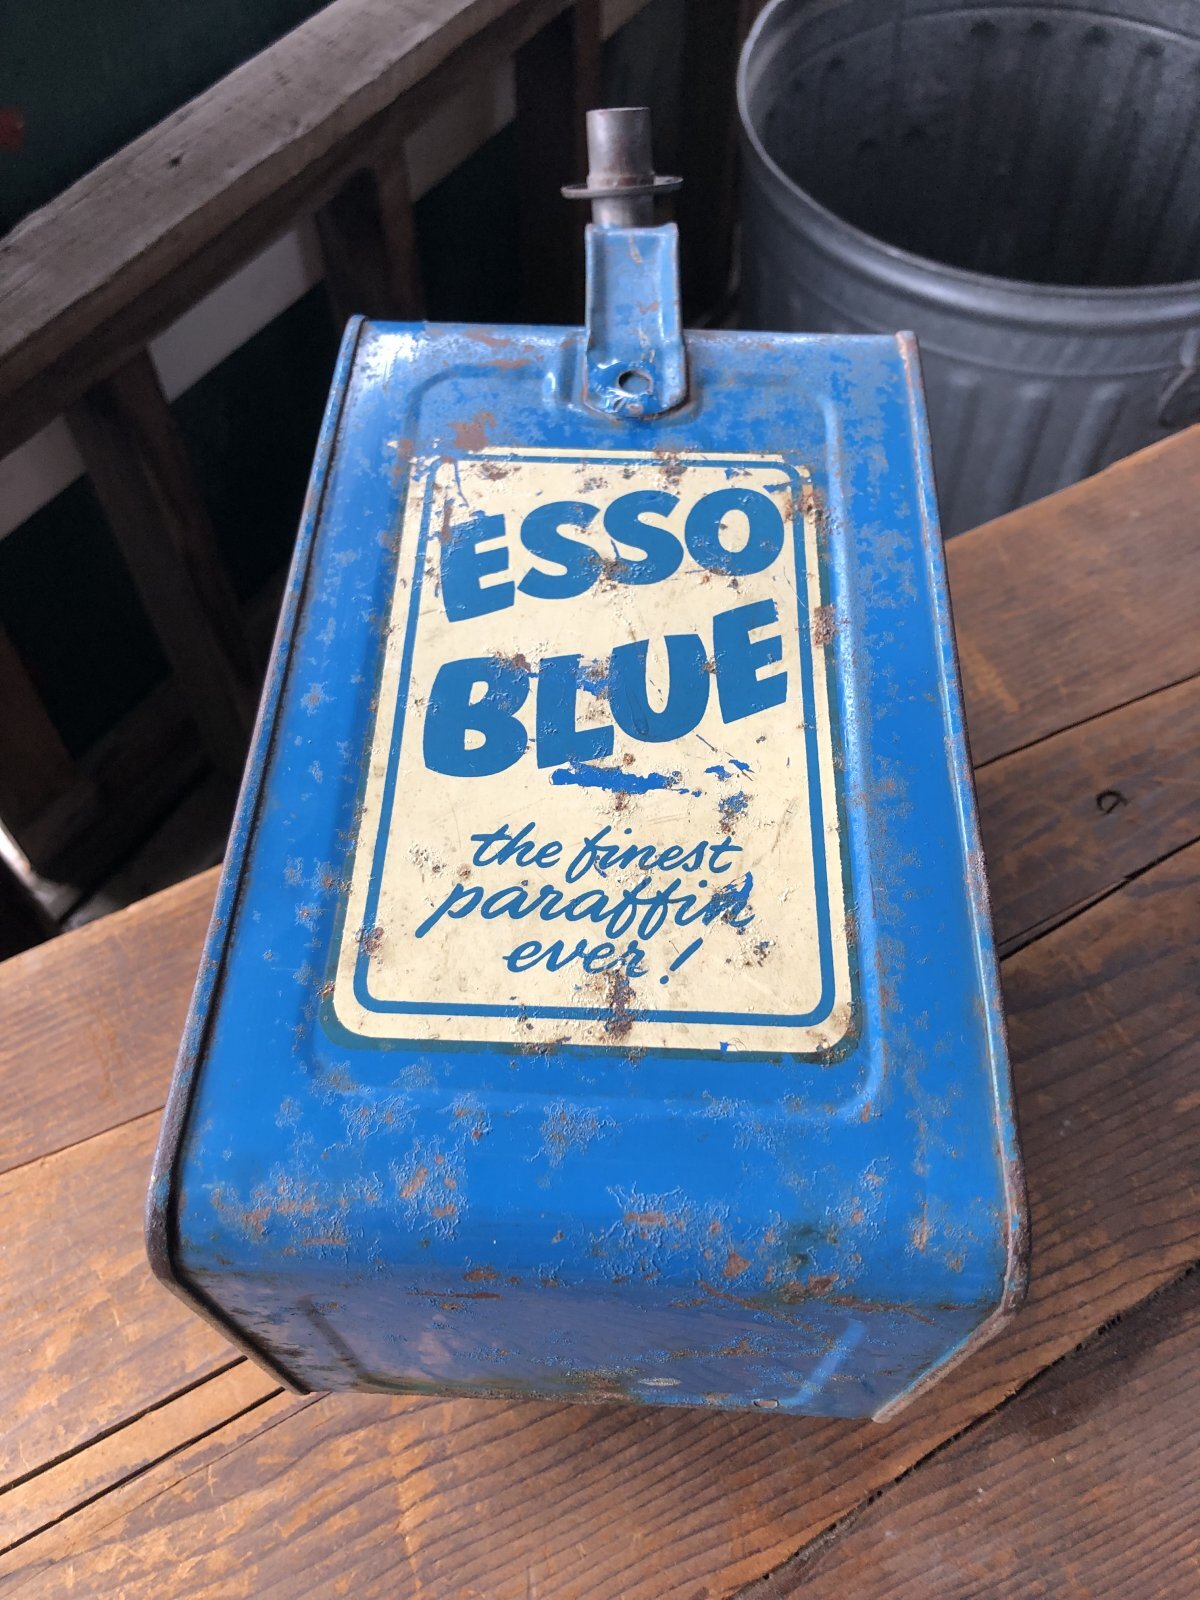 ESSO
BLUE
the finest
paraffin
ever!